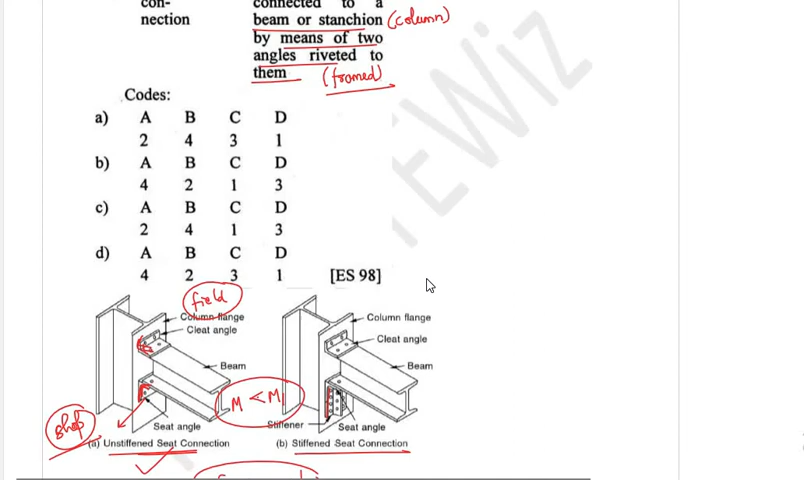 con-
nection
connected to a
beam or stanchion (column)
by means of two
angles riveted to
them (framed)
Codes:
a) A B C D
2 4 3 1
b) A B C D
4 2 1 3
c) A B C D
2 4 1 3
d) A B C D
4 2 3 1 [ES 98]
field
Column flange
Cleat angle
Beam
M < M1
Seat angle
shop
(a) Unstiffened Seat Connection
Column flange
Cleat angle
Beam
Stiffener
Seat angle
(b) Stiffened Seat Connection